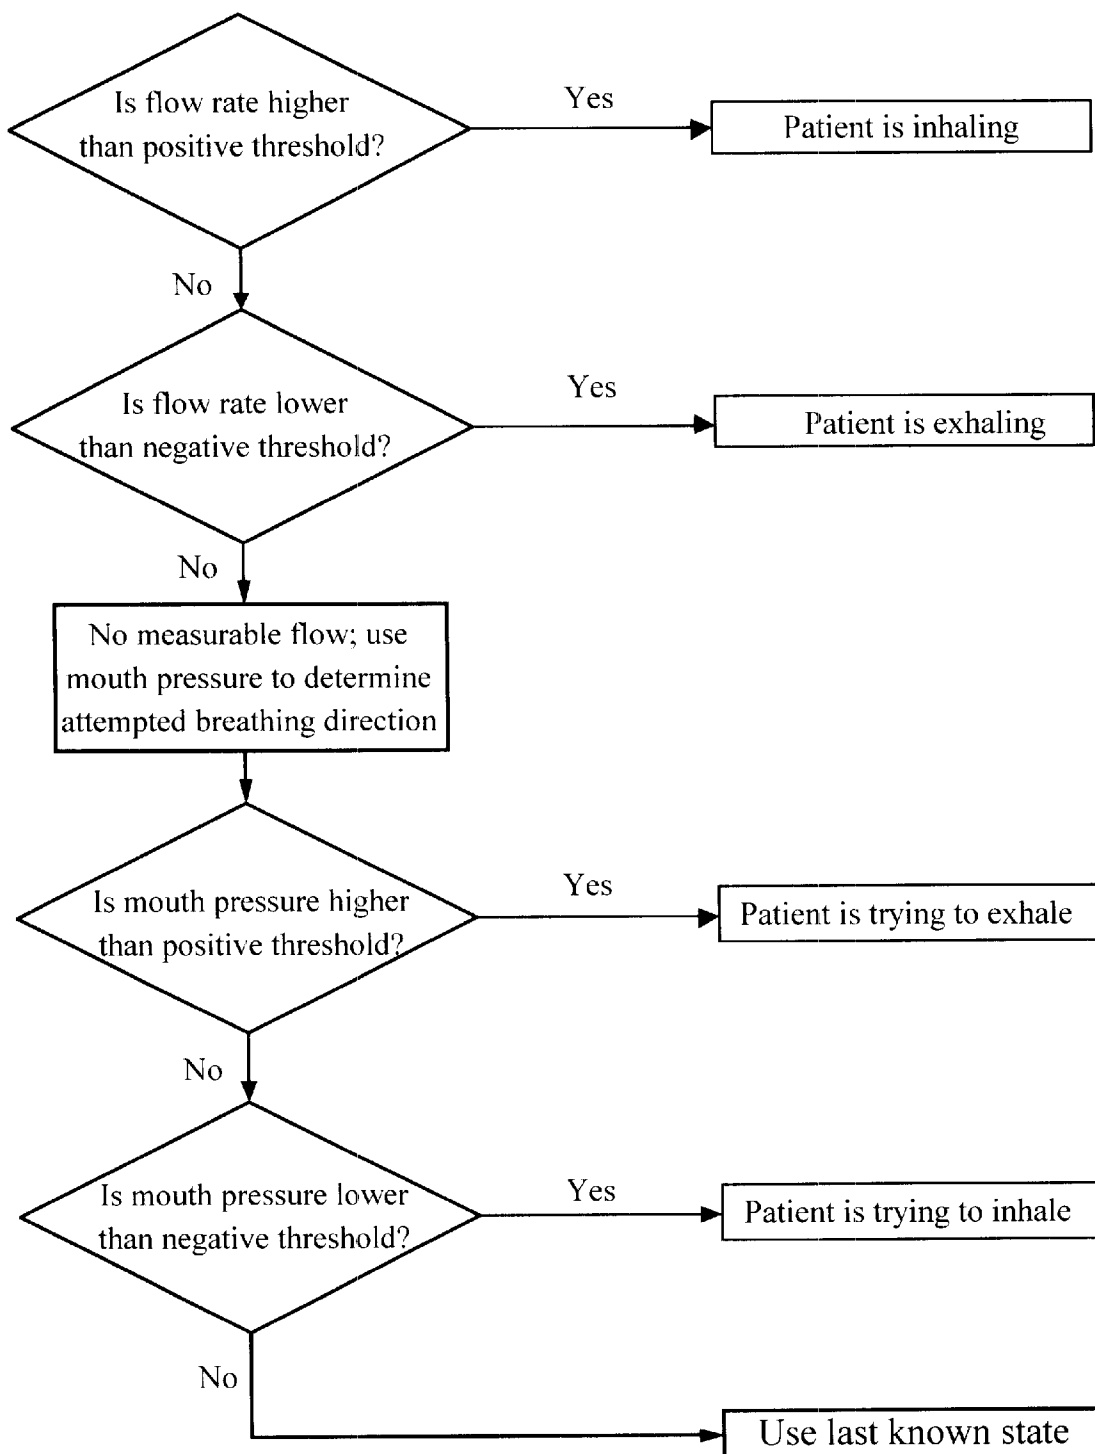 Is flow rate higher
than positive threshold?
Yes
Patient is inhaling
No
Is flow rate lower
than negative threshold?
Yes
Patient is exhaling
No
No measurable flow; use
mouth pressure to determine
attempted breathing direction
Is mouth pressure higher
than positive threshold?
Yes
Patient is trying to exhale
No
Is mouth pressure lower
than negative threshold?
Yes
Patient is trying to inhale
No
Use last known state